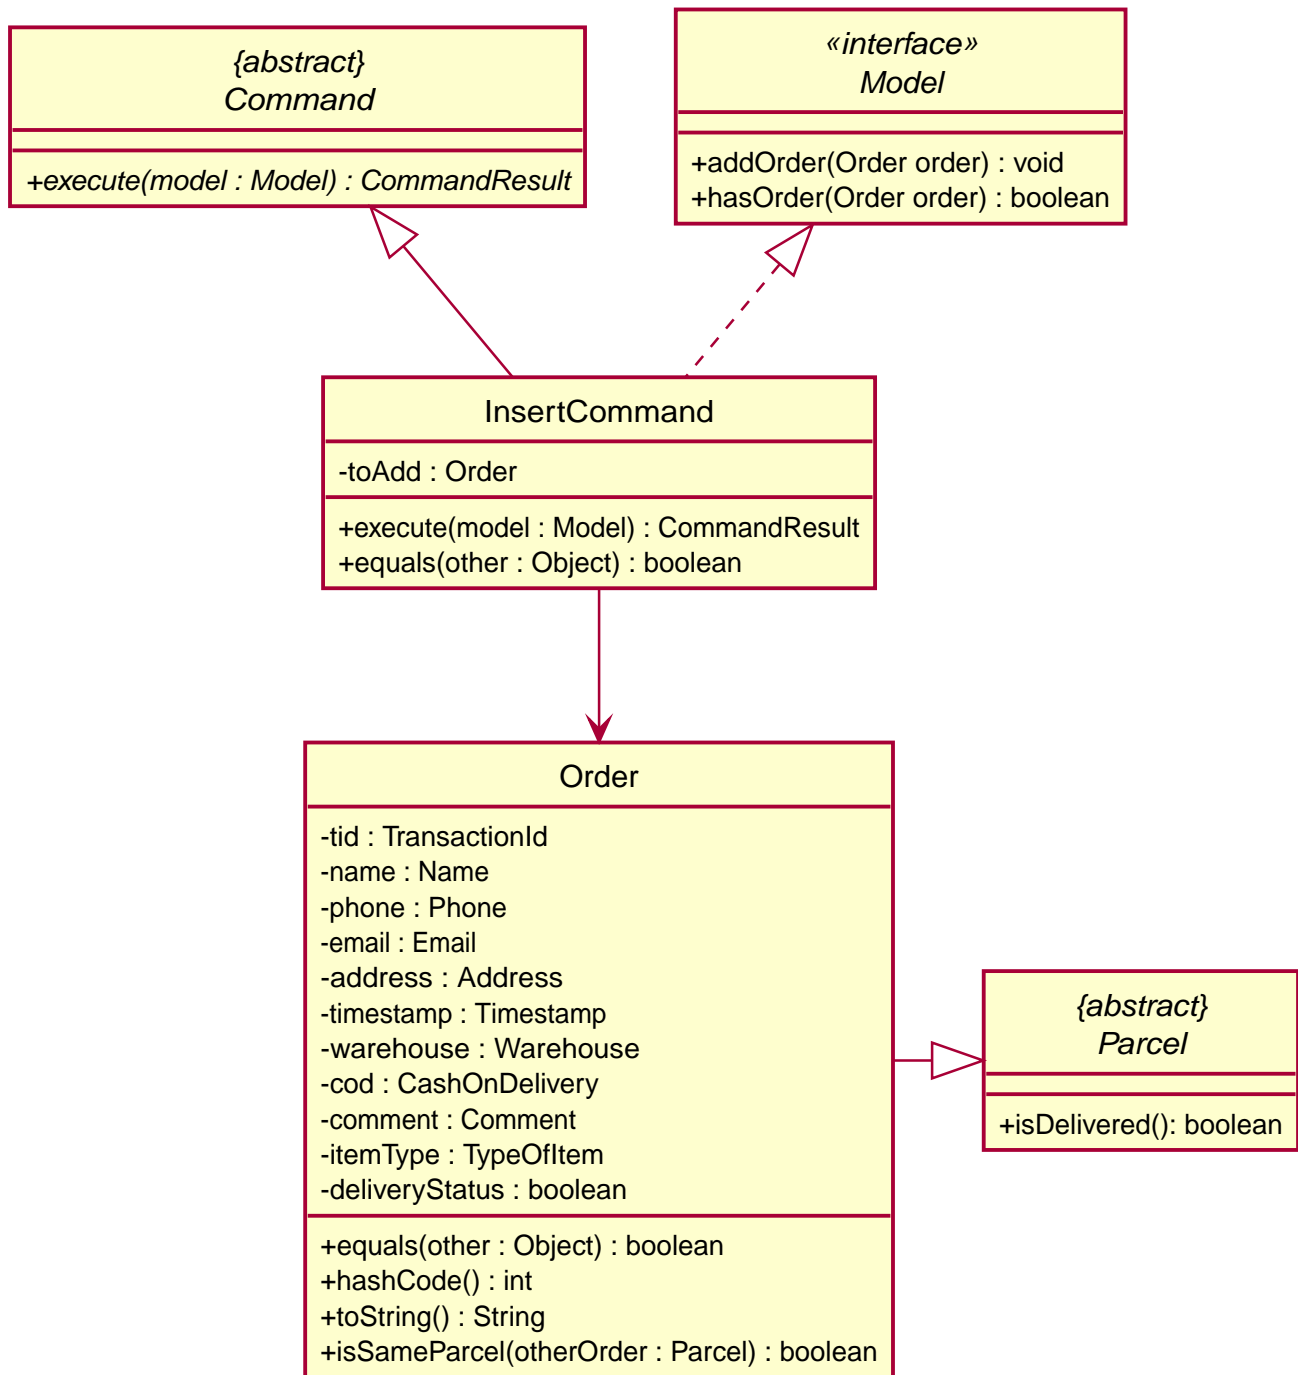 {abstract}
Command
+execute(model : Model) : CommandResult
«interface»
Model
+addOrder(Order order) : void
+hasOrder(Order order) : boolean
InsertCommand
-toAdd : Order
+execute(model : Model) : CommandResult
+equals(other : Object) : boolean
Order
-tid : TransactionId
-name : Name
-phone : Phone
-email : Email
-address : Address
-timestamp : Timestamp
-warehouse : Warehouse
-cod : CashOnDelivery
-comment : Comment
-itemType : TypeOfItem
-deliveryStatus : boolean
+equals(other : Object) : boolean
+hashCode() : int
+toString() : String
+isSameParcel(otherOrder : Parcel) : boolean
{abstract}
Parcel
+isDelivered(): boolean